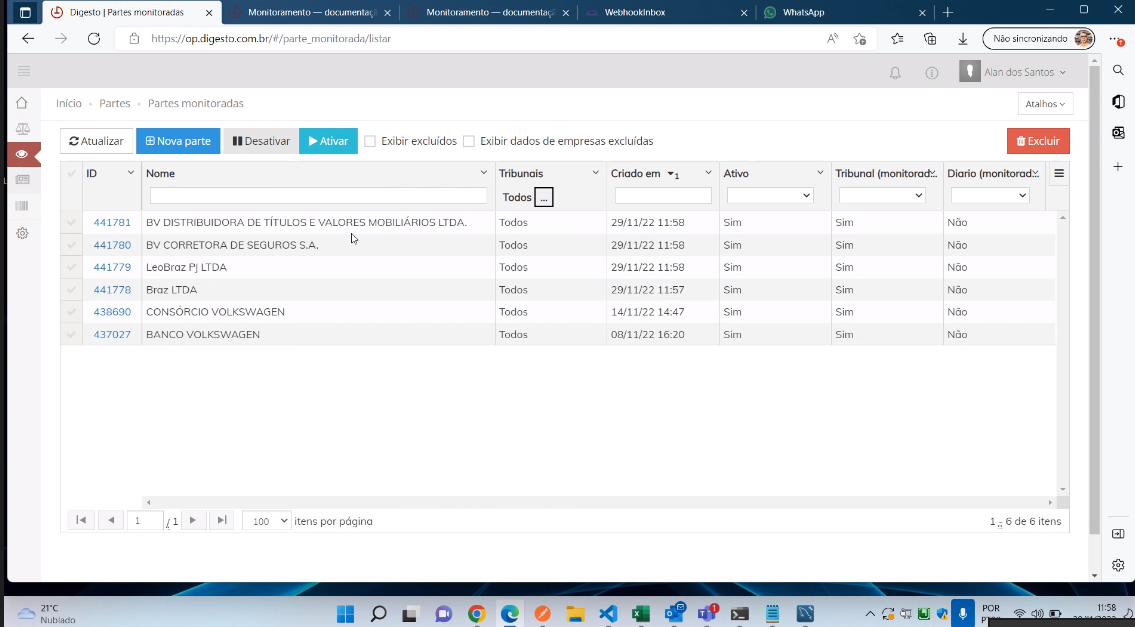 Digesto | Partes monitoradas
Monitoramento — documentaç
Monitoramento — documentaç
WebhookInbox
WhatsApp
https://op.digesto.com.br/#/parte_monitorada/listar
Não sincronizando
Alan dos Santos
Início Partes Partes monitoradas
Atalhos
Atualizar Nova parte Desativar Ativar Exibir excluídos Exibir dados de empresas excluídas Excluir
ID Nome Tribunais Criado em 1 Ativo Tribunal (monitorad... Diario (monitorad...
Todos ...
441781 BV DISTRIBUIDORA DE TÍTULOS E VALORES MOBILIÁRIOS LTDA. Todos 29/11/22 11:58 Sim Sim Não
441780 BV CORRETORA DE SEGUROS S.A. Todos 29/11/22 11:58 Sim Sim Não
441779 LeoBraz PJ LTDA Todos 29/11/22 11:58 Sim Sim Não
441778 Braz LTDA Todos 29/11/22 11:57 Sim Sim Não
438690 CONSÓRCIO VOLKSWAGEN Todos 14/11/22 14:47 Sim Sim Não
437027 BANCO VOLKSWAGEN Todos 08/11/22 16:20 Sim Sim Não
1 / 1 100 itens por página 1 - 6 de 6 itens
21°C
Nublado
POR
11:58